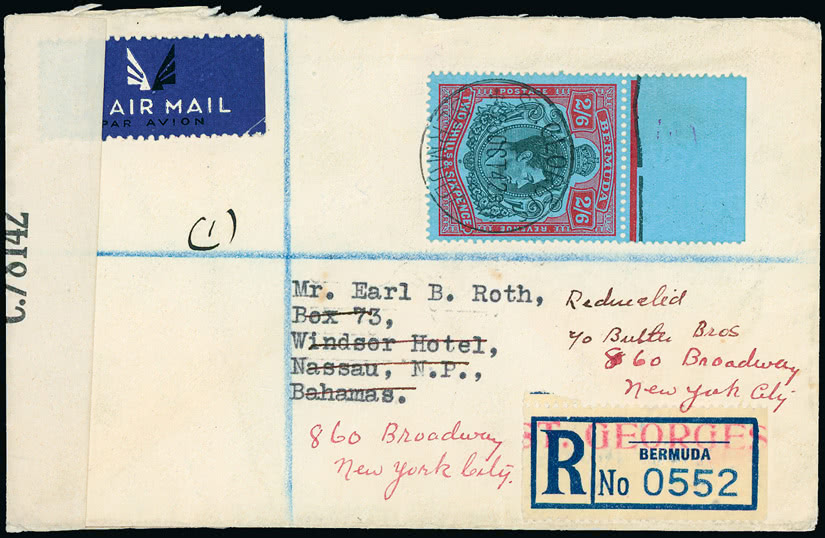 AIR MAIL
PAR AVION
C.78142
POSTAGE
2/6
2/6
BERMUDA
TWO SHILLINGS & SIXPENCE
REVENUE
(1)
Mr. Earl B. Roth,
Box 73,
Windsor Hotel,
Nassau, N.P.,
Bahamas.
860 Broadway
New York City.
c/o Butler Bros
860 Broadway
New York City
ST. GEORGES
R
BERMUDA
No 0552